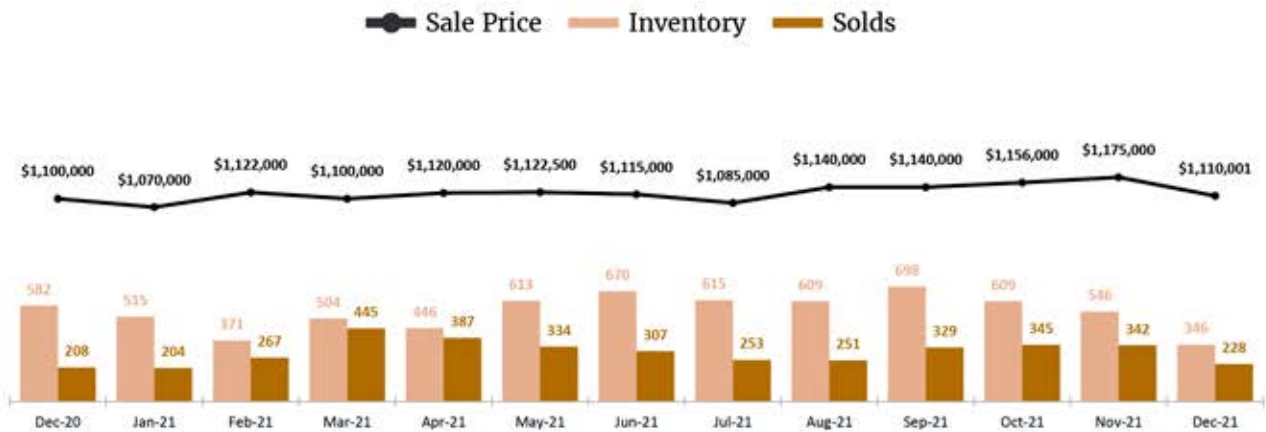 Sale Price Inventory Solds
$1,100,000 $1,070,000 $1,122,000 $1,100,000 $1,120,000 $1,122,500 $1,115,000 $1,085,000 $1,140,000 $1,140,000 $1,156,000 $1,175,000 $1,110,001
582 208 515 204 371 267 504 445 446 387 613 334 670 307 615 253 609 251 698 329 609 345 546 342 346 228
Dec-20 Jan-21 Feb-21 Mar-21 Apr-21 May-21 Jun-21 Jul-21 Aug-21 Sep-21 Oct-21 Nov-21 Dec-21